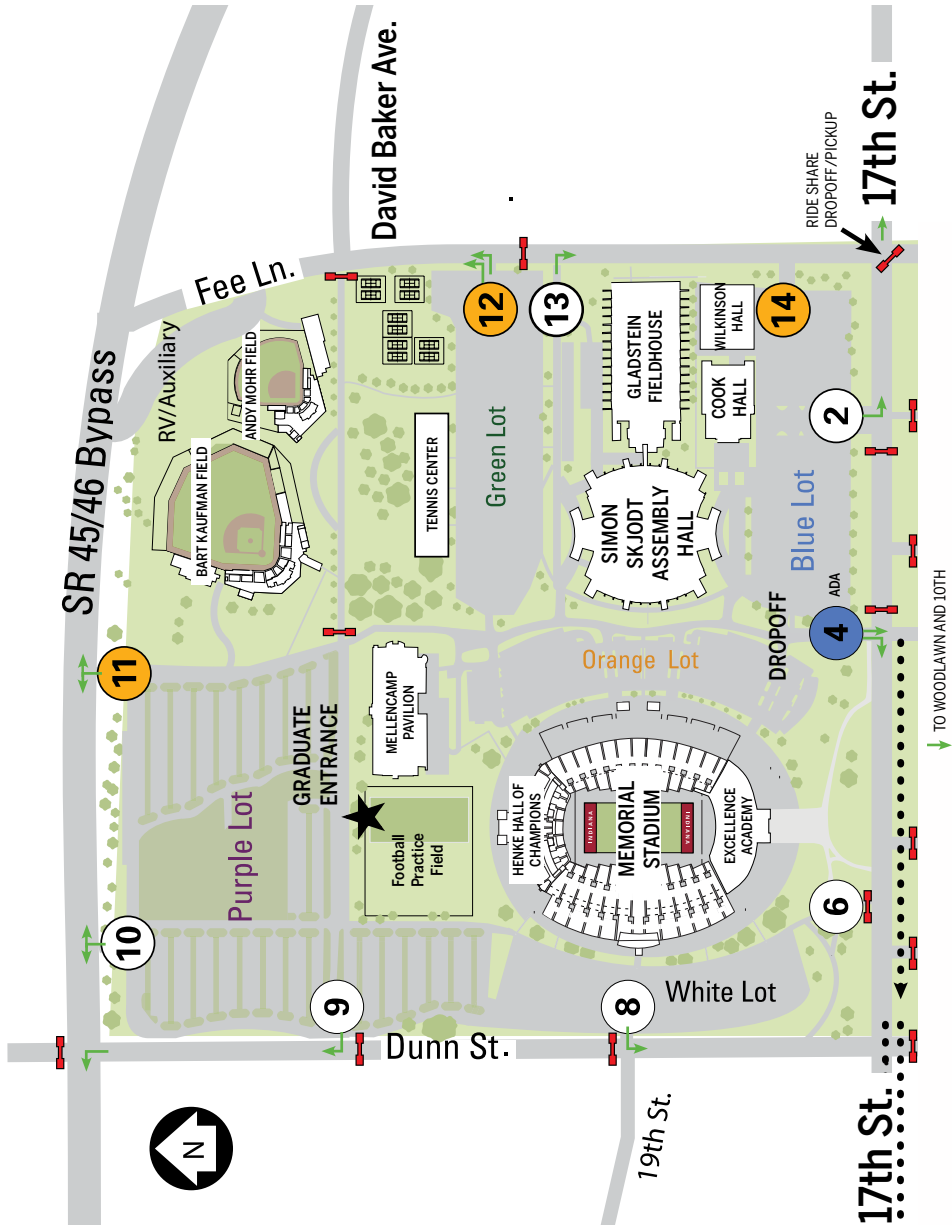 David Baker Ave.
17th St.
RIDE SHARE
DROPOFF/PICKUP
Fee Ln.
SR 45/46 Bypass
RV/Auxiliary
ANDY MOHR FIELD
BART KAUFMAN FIELD
TENNIS CENTER
Green Lot
12
13
14
GLADSTEIN
FIELDHOUSE
WILKINSON
HALL
COOK
HALL
2
SIMON
SKJODT
ASSEMBLY
HALL
Blue Lot
ADA
4
DROPOFF
TO WOODLAWN AND 10TH
Orange Lot
11
MELLENCAMP
PAVILION
GRADUATE
ENTRANCE
Purple Lot
Football
Practice
Field
HENKE HALL OF
CHAMPIONS
INDIANA
MEMORIAL
STADIUM
INDIANA
EXCELLENCE
ACADEMY
6
10
9
8
White Lot
Dunn St.
19th St.
17th St.
N